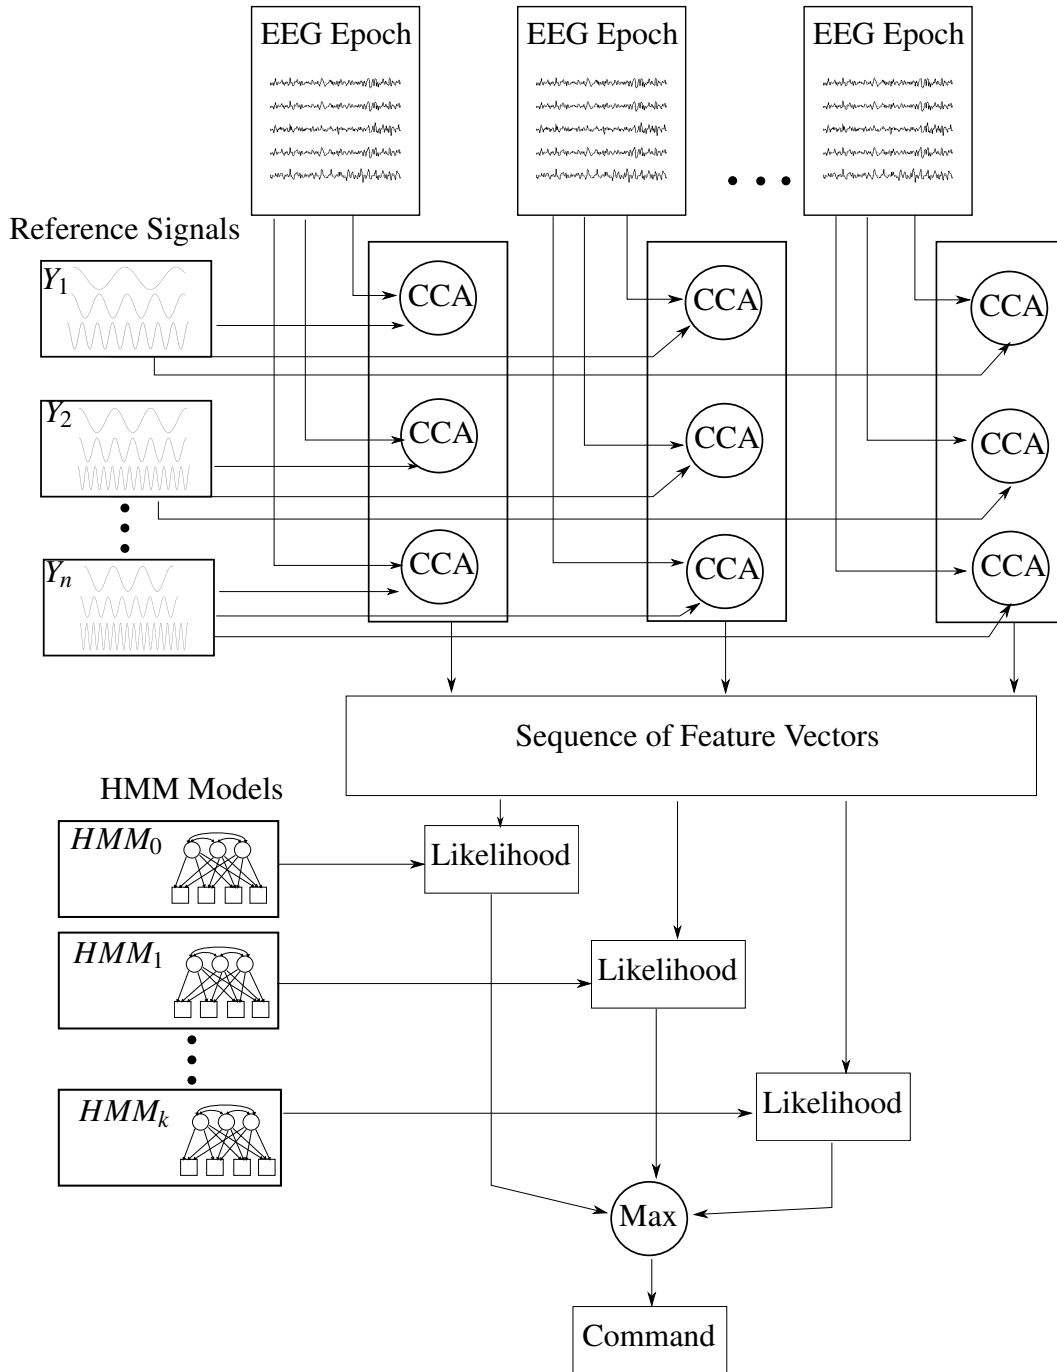 EEG Epoch EEG Epoch EEG Epoch
Reference Signals
Y₁
CCA CCA CCA
Y₂
CCA CCA CCA
Yₙ
CCA CCA CCA
Sequence of Feature Vectors
HMM Models
HMM₀
Likelihood
HMM₁
Likelihood
HMMₖ
Likelihood
Max
Command